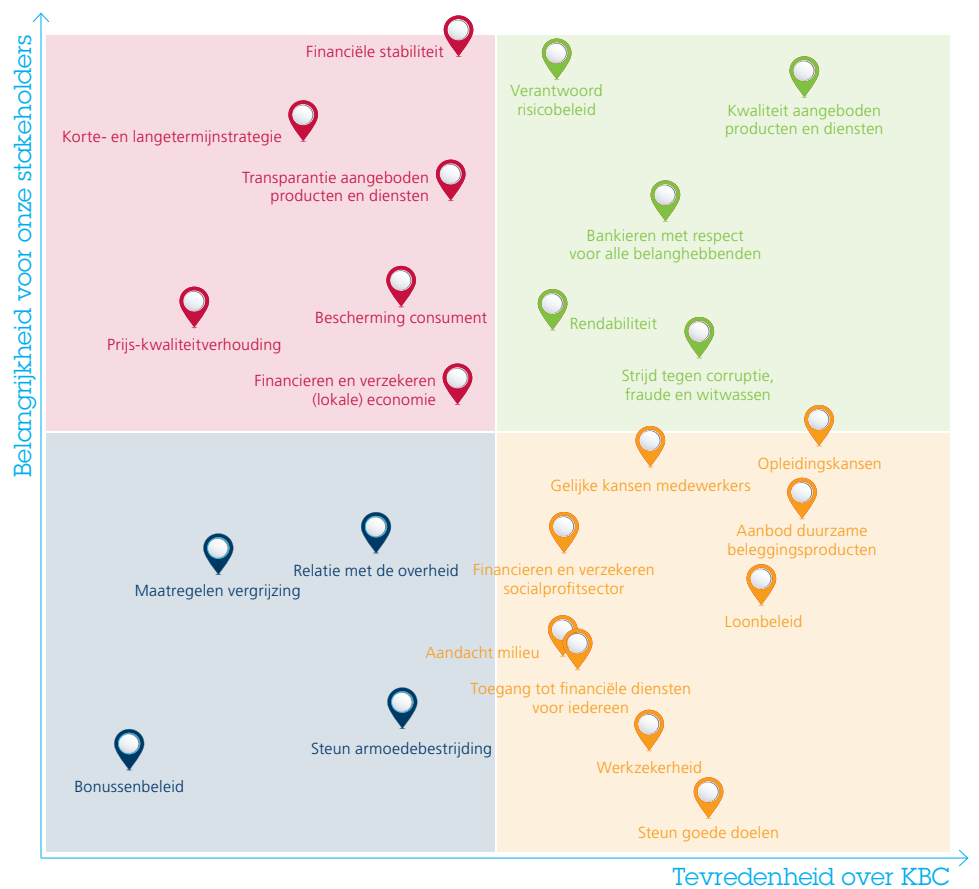 Belangrijkheid voor onze stakeholders
Financiële stabiliteit
Korte- en langetermijnstrategie
Transparantie aangeboden
producten en diensten
Bescherming consument
Prijs-kwaliteitverhouding
Financieren en verzekeren
(lokale) economie
Verantwoord
risicobeleid
Kwaliteit aangeboden
producten en diensten
Bankieren met respect
voor alle belanghebbenden
Rendabiliteit
Strijd tegen corruptie,
fraude en witwassen
Relatie met de overheid
Maatregelen vergrijzing
Steun armoedebestrijding
Bonussenbeleid
Opleidingskansen
Gelijke kansen medewerkers
Aanbod duurzame
beleggingsproducten
Financieren en verzekeren
socialprofitsector
Loonbeleid
Aandacht milieu
Toegang tot financiële diensten
voor iedereen
Werkzekerheid
Steun goede doelen
Tevredenheid over KBC